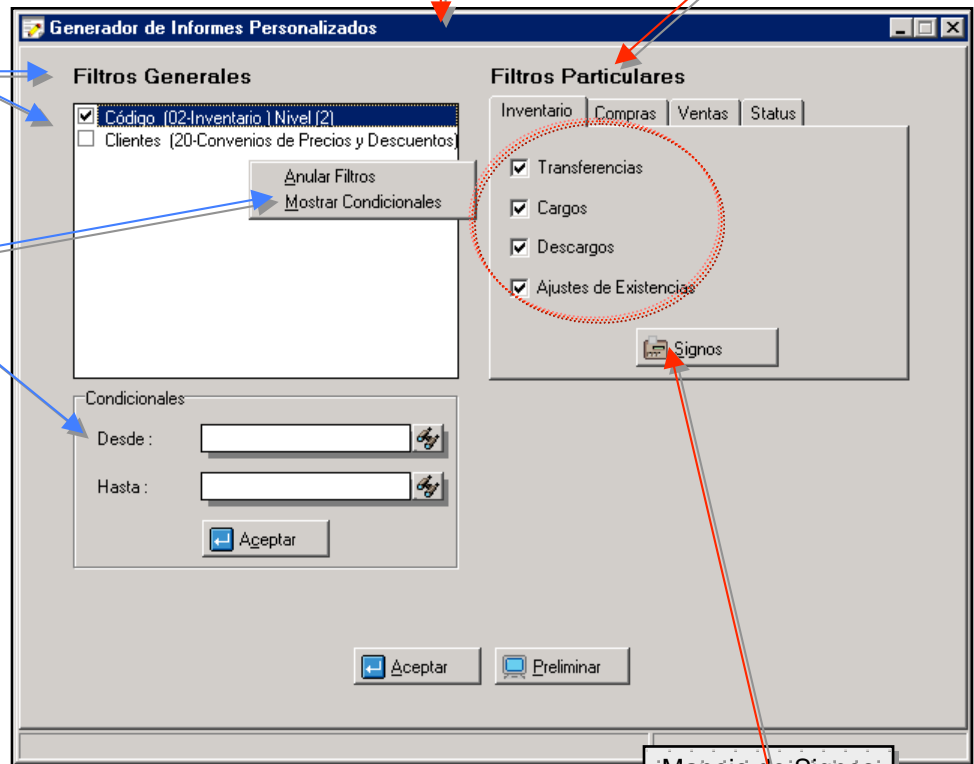 Generador de Informes Personalizados
Filtros Generales
Código (02-Inventario ) Nivel (2)
Clientes (20-Convenios de Precios y Descuentos)
Anular Filtros
Mostrar Condicionales
Condicionales
Desde :
Hasta :
Aceptar
Filtros Particulares
Inventario Compras Ventas Status
Transferencias
Cargos
Descargos
Ajustes de Existencias
Signos
Aceptar Preliminar
de